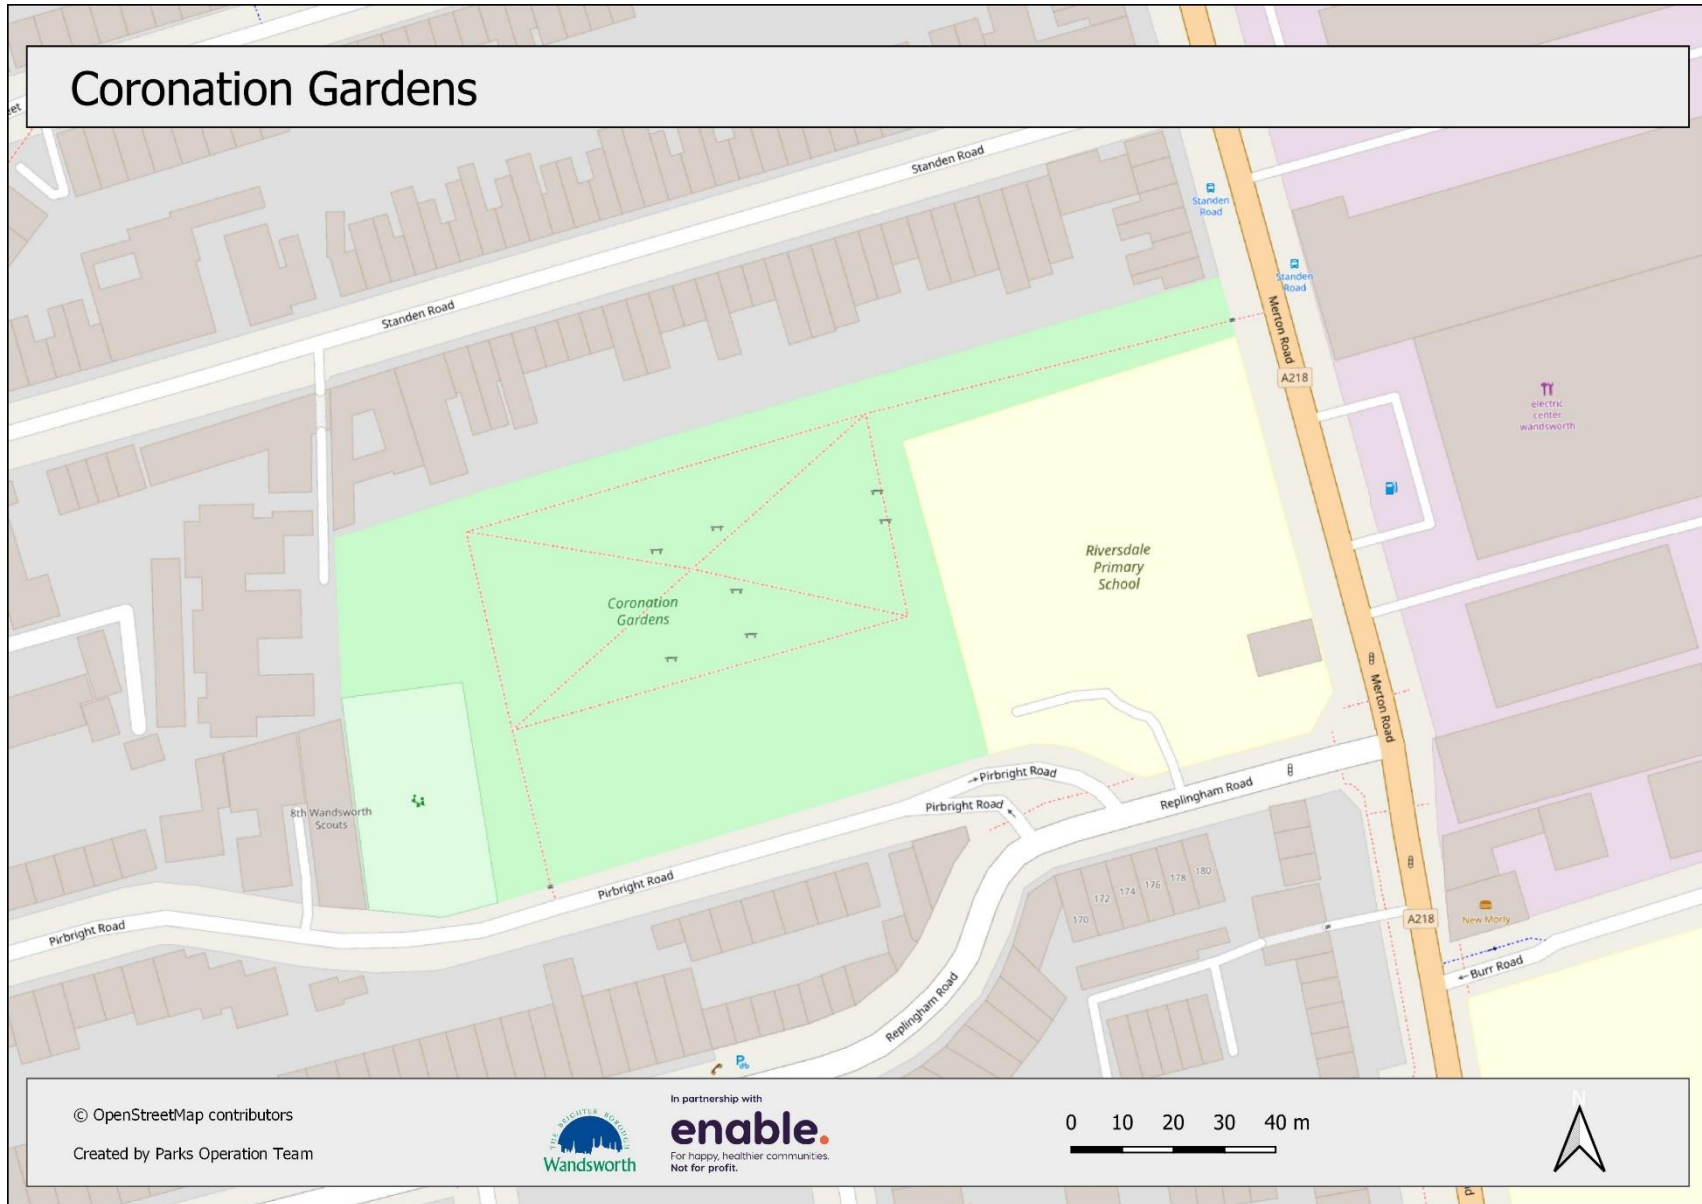 Coronation Gardens
Standen Road
Standen
Road
Standen
Road
Standen Road
Merton Road
A218
electric
center
wandsworth
Riversdale
Primary
School
Coronation
Gardens
Merton Road
Pirbright Road
Pirbright Road
Replingham Road
8th Wandsworth
Scouts
Pirbright Road
170
172
174
176
178
180
A218
New Morly
Pirbright Road
Burr Road
Replingham Road
P
© OpenStreetMap contributors
Created by Parks Operation Team
THE BRIGHTER BOROUGH
Wandsworth
In partnership with
enable.
For happy, healthier communities.
Not for profit.
0 10 20 30 40 m
N